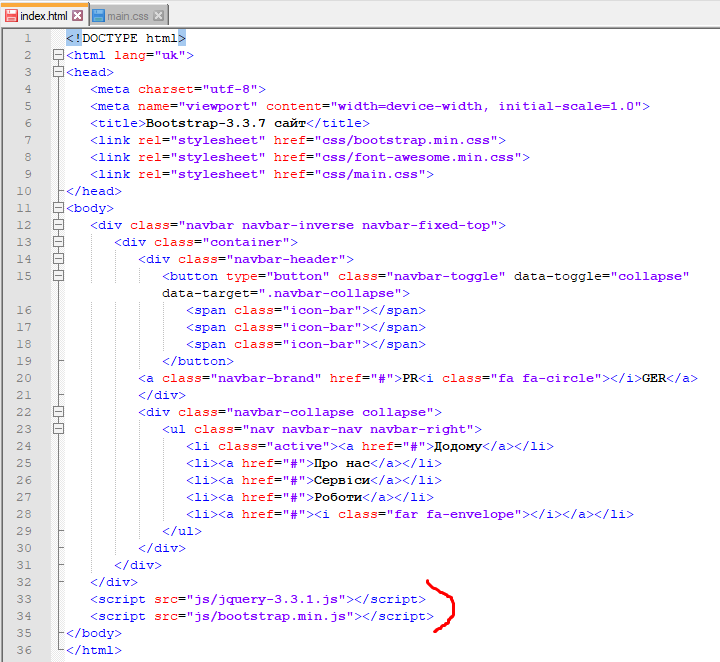 index.html main.css
1 <!DOCTYPE html>
2 <html lang="uk">
3 <head>
4 <meta charset="utf-8">
5 <meta name="viewport" content="width=device-width, initial-scale=1.0">
6 <title>Bootstrap-3.3.7 сайт</title>
7 <link rel="stylesheet" href="css/bootstrap.min.css">
8 <link rel="stylesheet" href="css/font-awesome.min.css">
9 <link rel="stylesheet" href="css/main.css">
10 </head>
11 <body>
12 <div class="navbar navbar-inverse navbar-fixed-top">
13 <div class="container">
14 <div class="navbar-header">
15 <button type="button" class="navbar-toggle" data-toggle="collapse"
data-target=".navbar-collapse">
16 <span class="icon-bar"></span>
17 <span class="icon-bar"></span>
18 <span class="icon-bar"></span>
19 </button>
20 <a class="navbar-brand" href="#">PR<i class="fa fa-circle"></i>GER</a>
21 </div>
22 <div class="navbar-collapse collapse">
23 <ul class="nav navbar-nav navbar-right">
24 <li class="active"><a href="#">Додому</a></li>
25 <li><a href="#">Про нас</a></li>
26 <li><a href="#">Сервіси</a></li>
27 <li><a href="#">Роботи</a></li>
28 <li><a href="#"><i class="far fa-envelope"></i></a></li>
29 </ul>
30 </div>
31 </div>
32 </div>
33 <script src="js/jquery-3.3.1.js"></script>
34 <script src="js/bootstrap.min.js"></script>
35 </body>
36 </html>